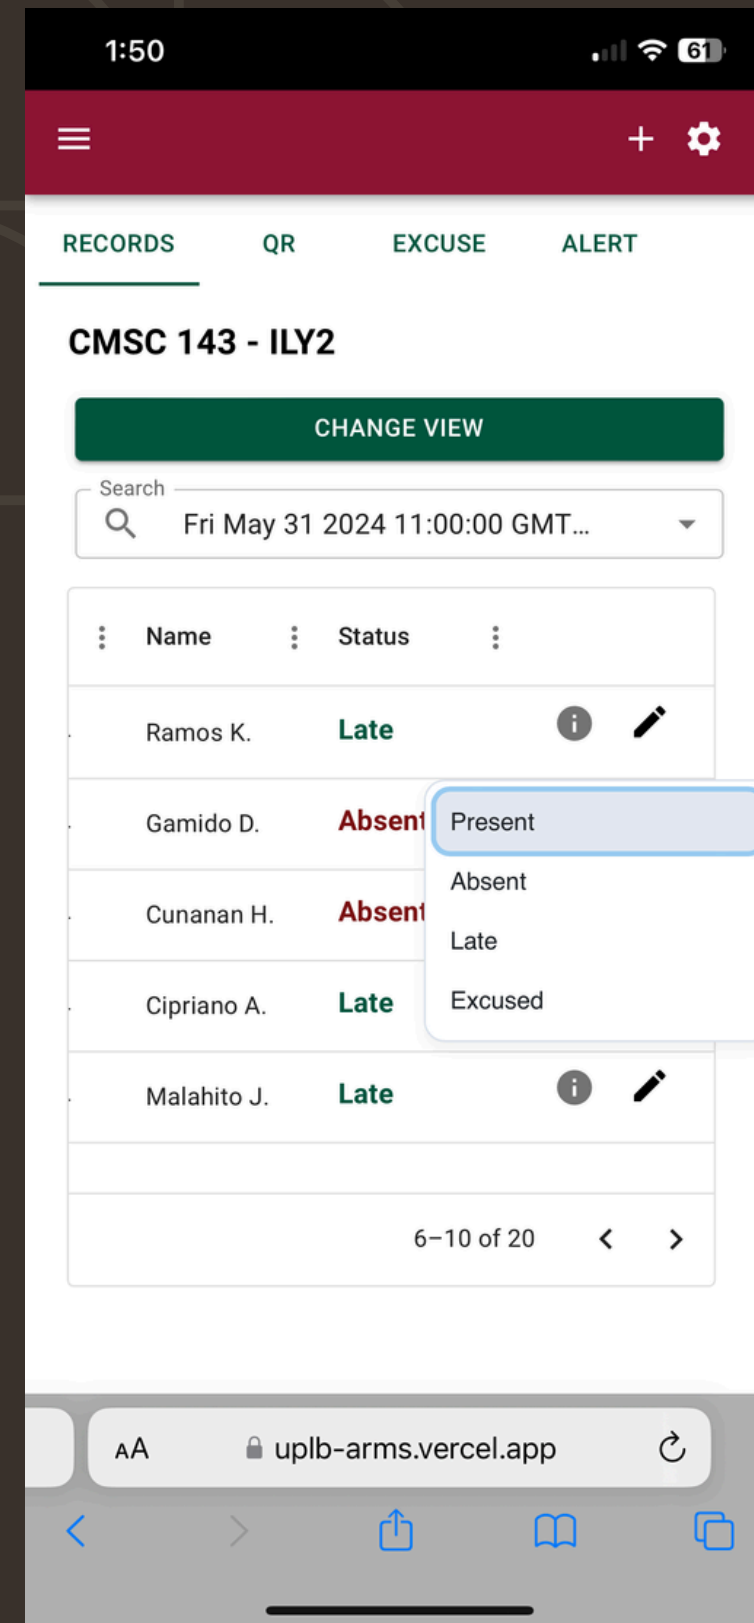 1:50 61
RECORDS QR EXCUSE ALERT
CMSC 143 - ILY2
CHANGE VIEW
Search
Fri May 31 2024 11:00:00 GMT...
Name Status
Ramos K. Late
Gamido D. Absent
Present
Absent
Cunanan H. Absent
Late
Cipriano A. Late
Excused
Malahito J. Late
6–10 of 20
AA uplb-arms.vercel.app